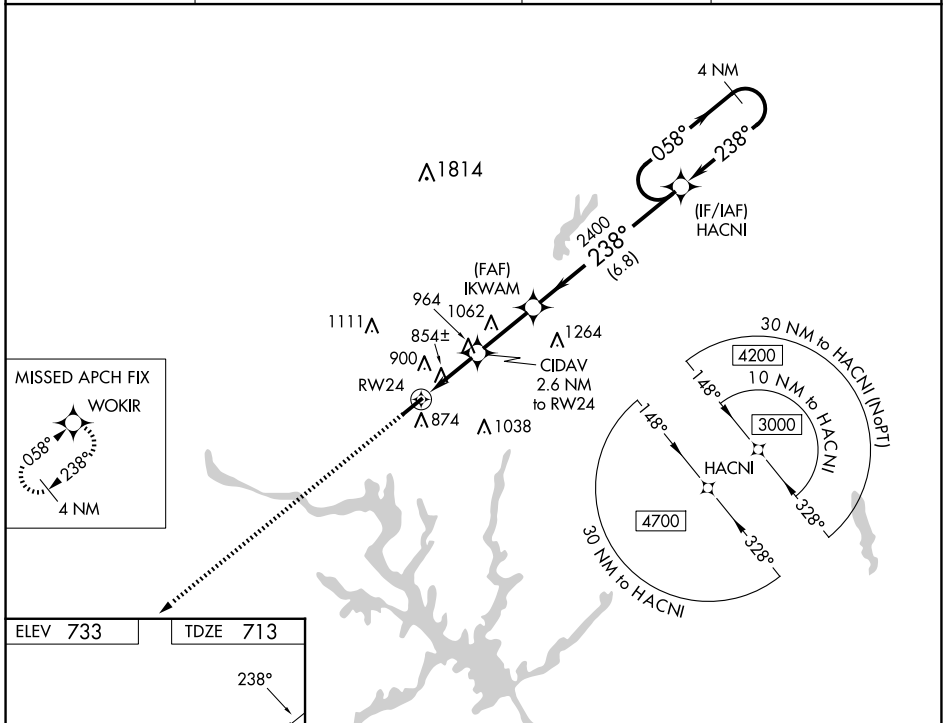 4 NM
058°
238°
1814
(IF/IAF)
HACNI
2400
238°
(6.8)
(FAF)
IKWAM
964
1062
1111
854±
1264
900
CIDAV
2.6 NM
to RW24
RW24
874
1038
MISSED APCH FIX
WOKIR
058°
238°
4 NM
30 NM to HACNI (NoPT)
4200
10 NM to HACNI
148°
3000
148°
HACNI
328°
4700
328°
30 NM to HACNI
ELEV 733
TDZE 713
238°